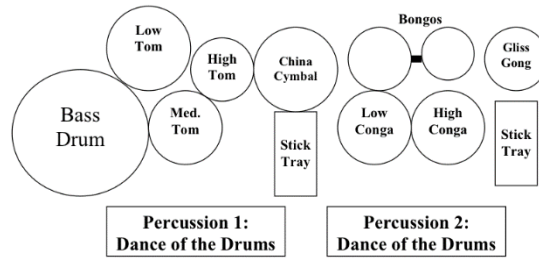 Low
Tom
High
Tom
China
Cymbal
Bass
Drum
Med.
Tom
Stick
Tray
Bongos
Gliss
Gong
Low
Conga
High
Conga
Stick
Tray
Percussion 1:
Dance of the Drums
Percussion 2:
Dance of the Drums